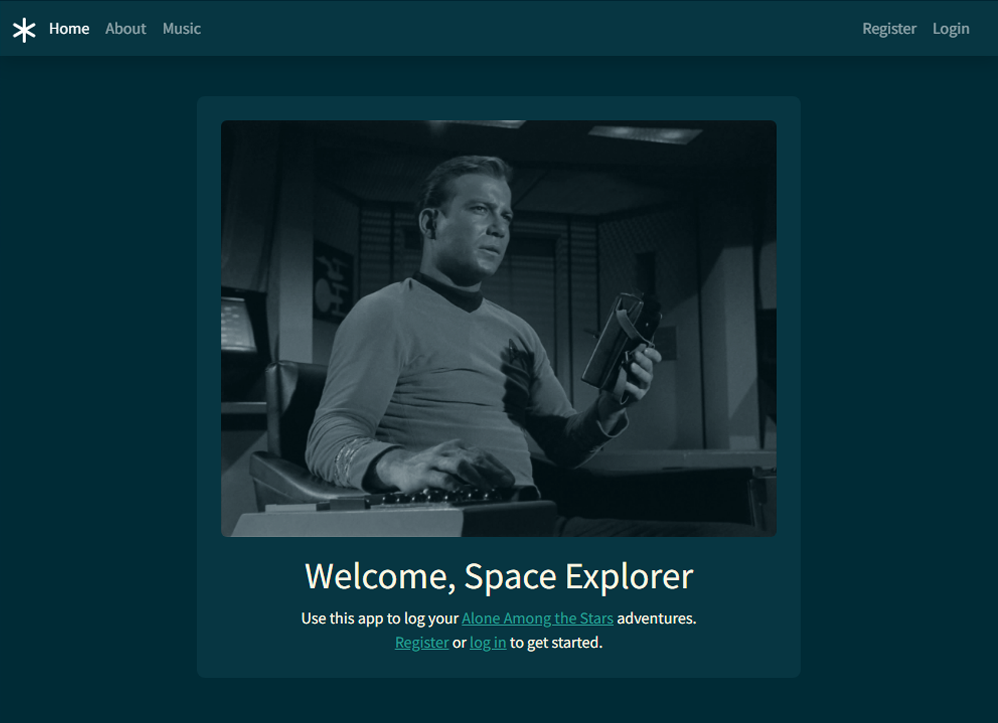 Home About Music Register Login
Welcome, Space Explorer
Use this app to log your Alone Among the Stars adventures.
Register or log in to get started.